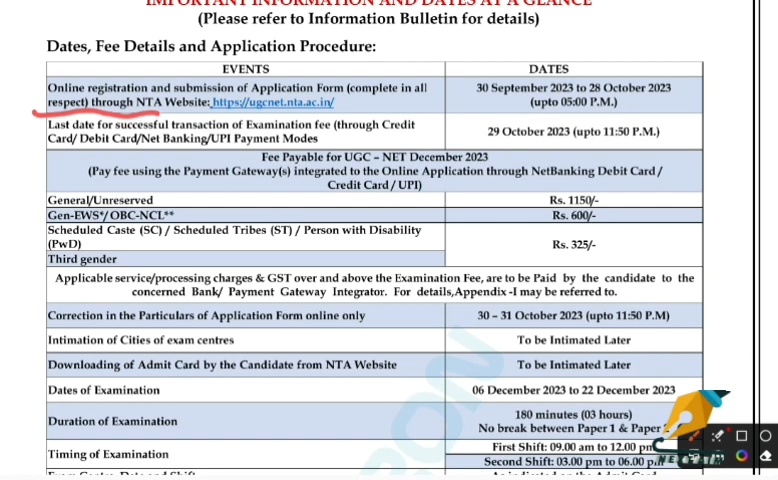 IMPORTANT INFORMATION AND DATES AT A GLANCE
(Please refer to Information Bulletin for details)
Dates, Fee Details and Application Procedure:
EVENTS DATES
Online registration and submission of Application Form (complete in all
respect) through NTA Website: https://ugcnet.nta.ac.in/
30 September 2023 to 28 October 2023
(upto 05:00 P.M.)
Last date for successful transaction of Examination fee (through Credit
Card/ Debit Card/Net Banking/UPI Payment Modes
29 October 2023 (upto 11:50 P.M.)
Fee Payable for UGC – NET December 2023
(Pay fee using the Payment Gateway(s) integrated to the Online Application through NetBanking Debit Card /
Credit Card / UPI)
General/Unreserved Rs. 1150/-
Gen-EWS*/ OBC-NCL** Rs. 600/-
Scheduled Caste (SC) / Scheduled Tribes (ST) / Person with Disability
(PwD)
Third gender
Rs. 325/-
Applicable service/processing charges & GST over and above the Examination Fee, are to be Paid by the candidate to the
concerned Bank/ Payment Gateway Integrator. For details,Appendix -I may be referred to.
Correction in the Particulars of Application Form online only 30 – 31 October 2023 (upto 11:50 P.M)
Intimation of Cities of exam centres To be Intimated Later
Downloading of Admit Card by the Candidate from NTA Website To be Intimated Later
Dates of Examination 06 December 2023 to 22 December 2023
Duration of Examination
180 minutes (03 hours)
No break between Paper 1 & Paper
Timing of Examination
First Shift: 09.00 am to 12.00 pm
Second Shift: 03.00 pm to 06.00 pm